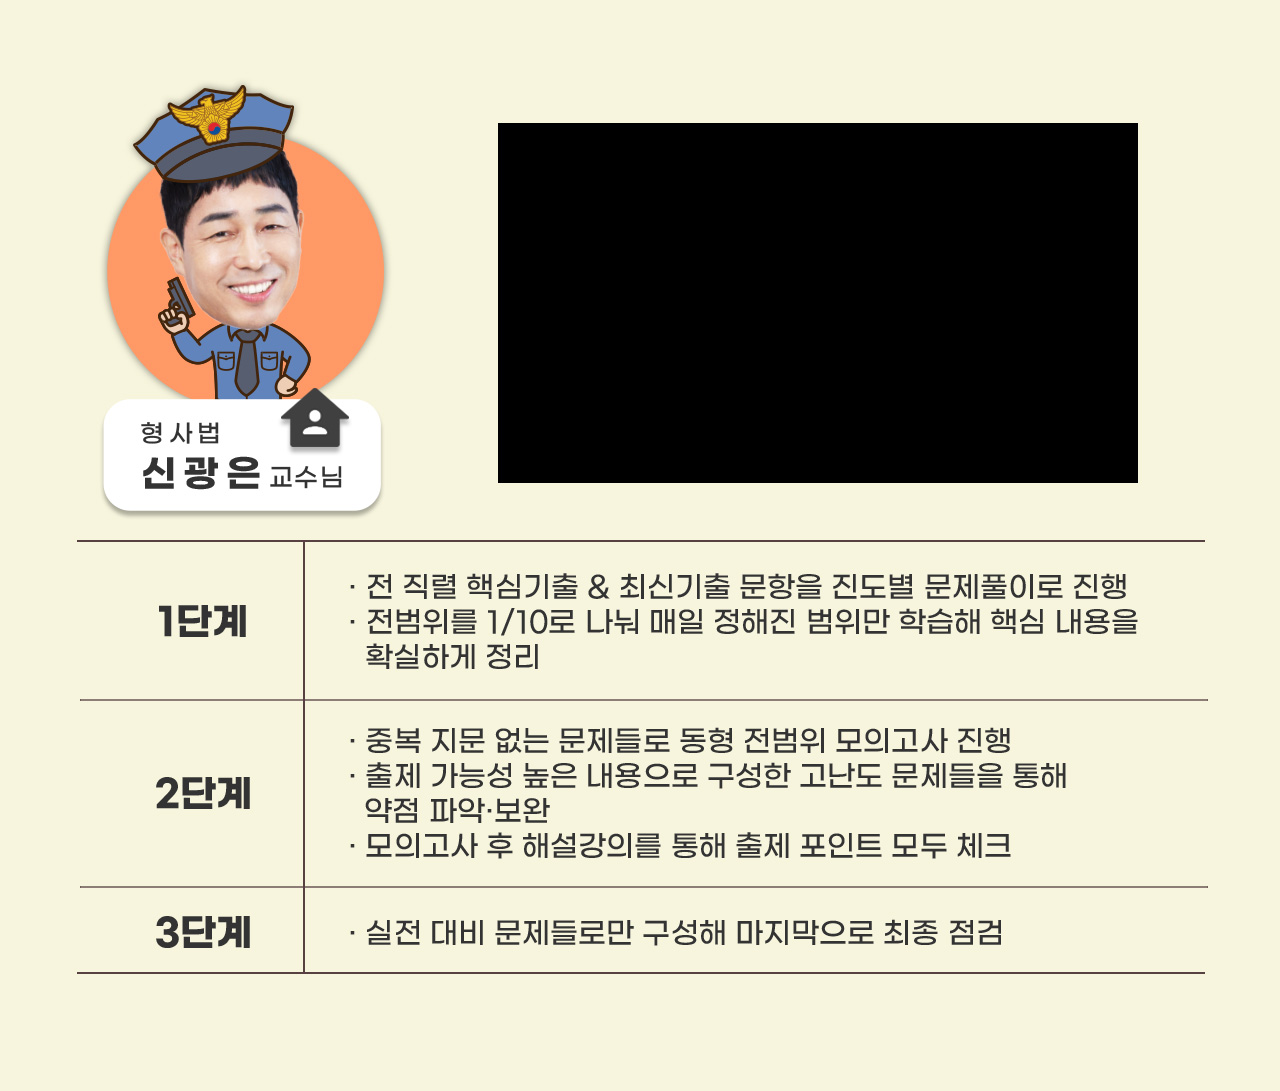 형사법
신광은 교수님
1단계
· 전 직렬 핵심기출 & 최신기출 문항을 진도별 문제풀이로 진행
· 전범위를 1/10로 나눠 매일 정해진 범위만 학습해 핵심 내용을
확실하게 정리
2단계
· 중복 지문 없는 문제들로 동형 전범위 모의고사 진행
· 출제 가능성 높은 내용으로 구성한 고난도 문제들을 통해
약점 파악·보완
· 모의고사 후 해설강의를 통해 출제 포인트 모두 체크
3단계
· 실전 대비 문제들로만 구성해 마지막으로 최종 점검